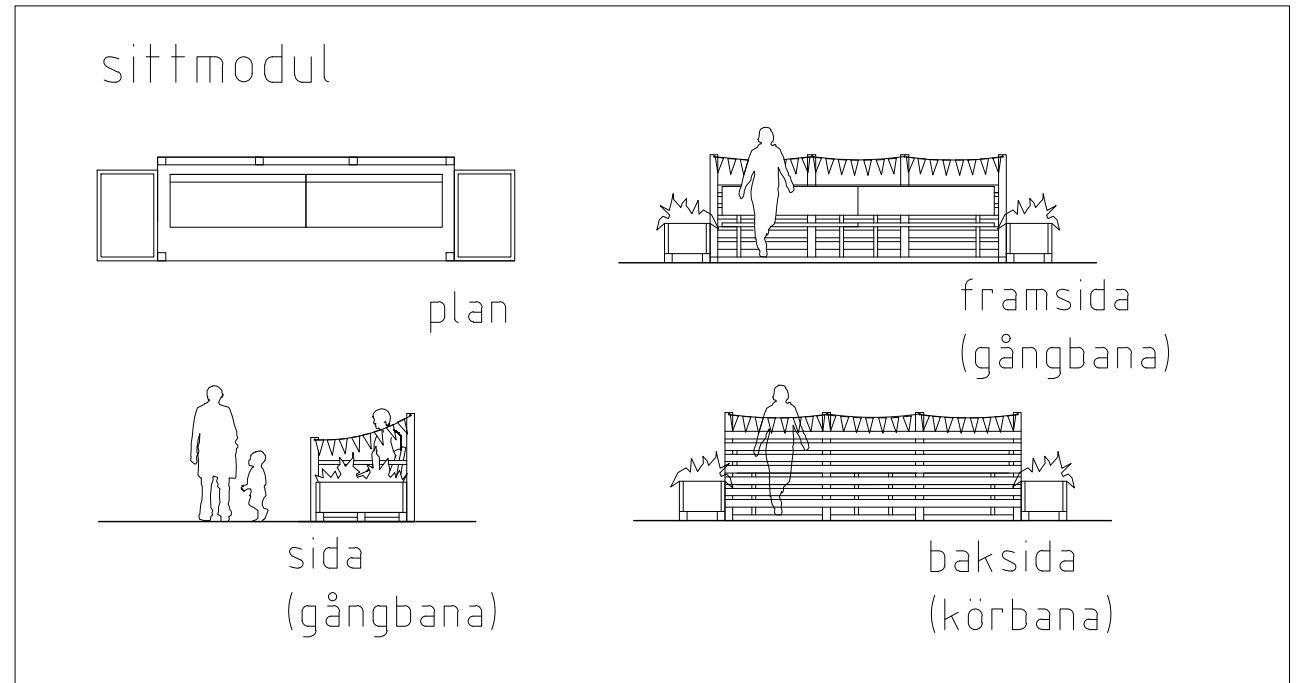 sittmodul
plan
framsida
(gångbana)
sida
(gångbana)
baksida
(körbana)